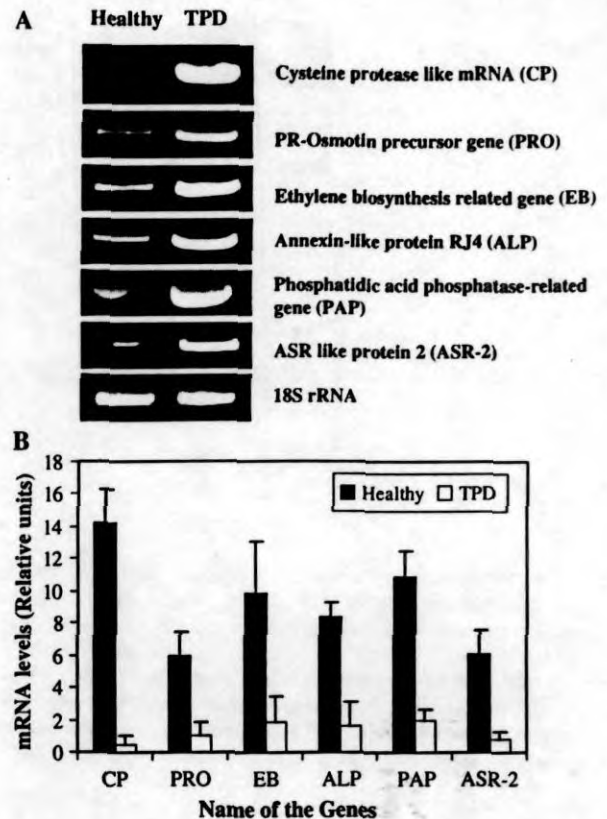 A
Healthy TPD
Cysteine protease like mRNA (CP)
PR-Osmotin precursor gene (PRO)
Ethylene biosynthesis related gene (EB)
Annexin-like protein RJ4 (ALP)
Phosphatidic acid phosphatase-related
gene (PAP)
ASR like protein 2 (ASR-2)
18S rRNA
B
mRNA levels (Relative units)
18
16
14
12
10
8
6
4
2
0
Healthy TPD
CP PRO EB ALP PAP ASR-2
Name of the Genes